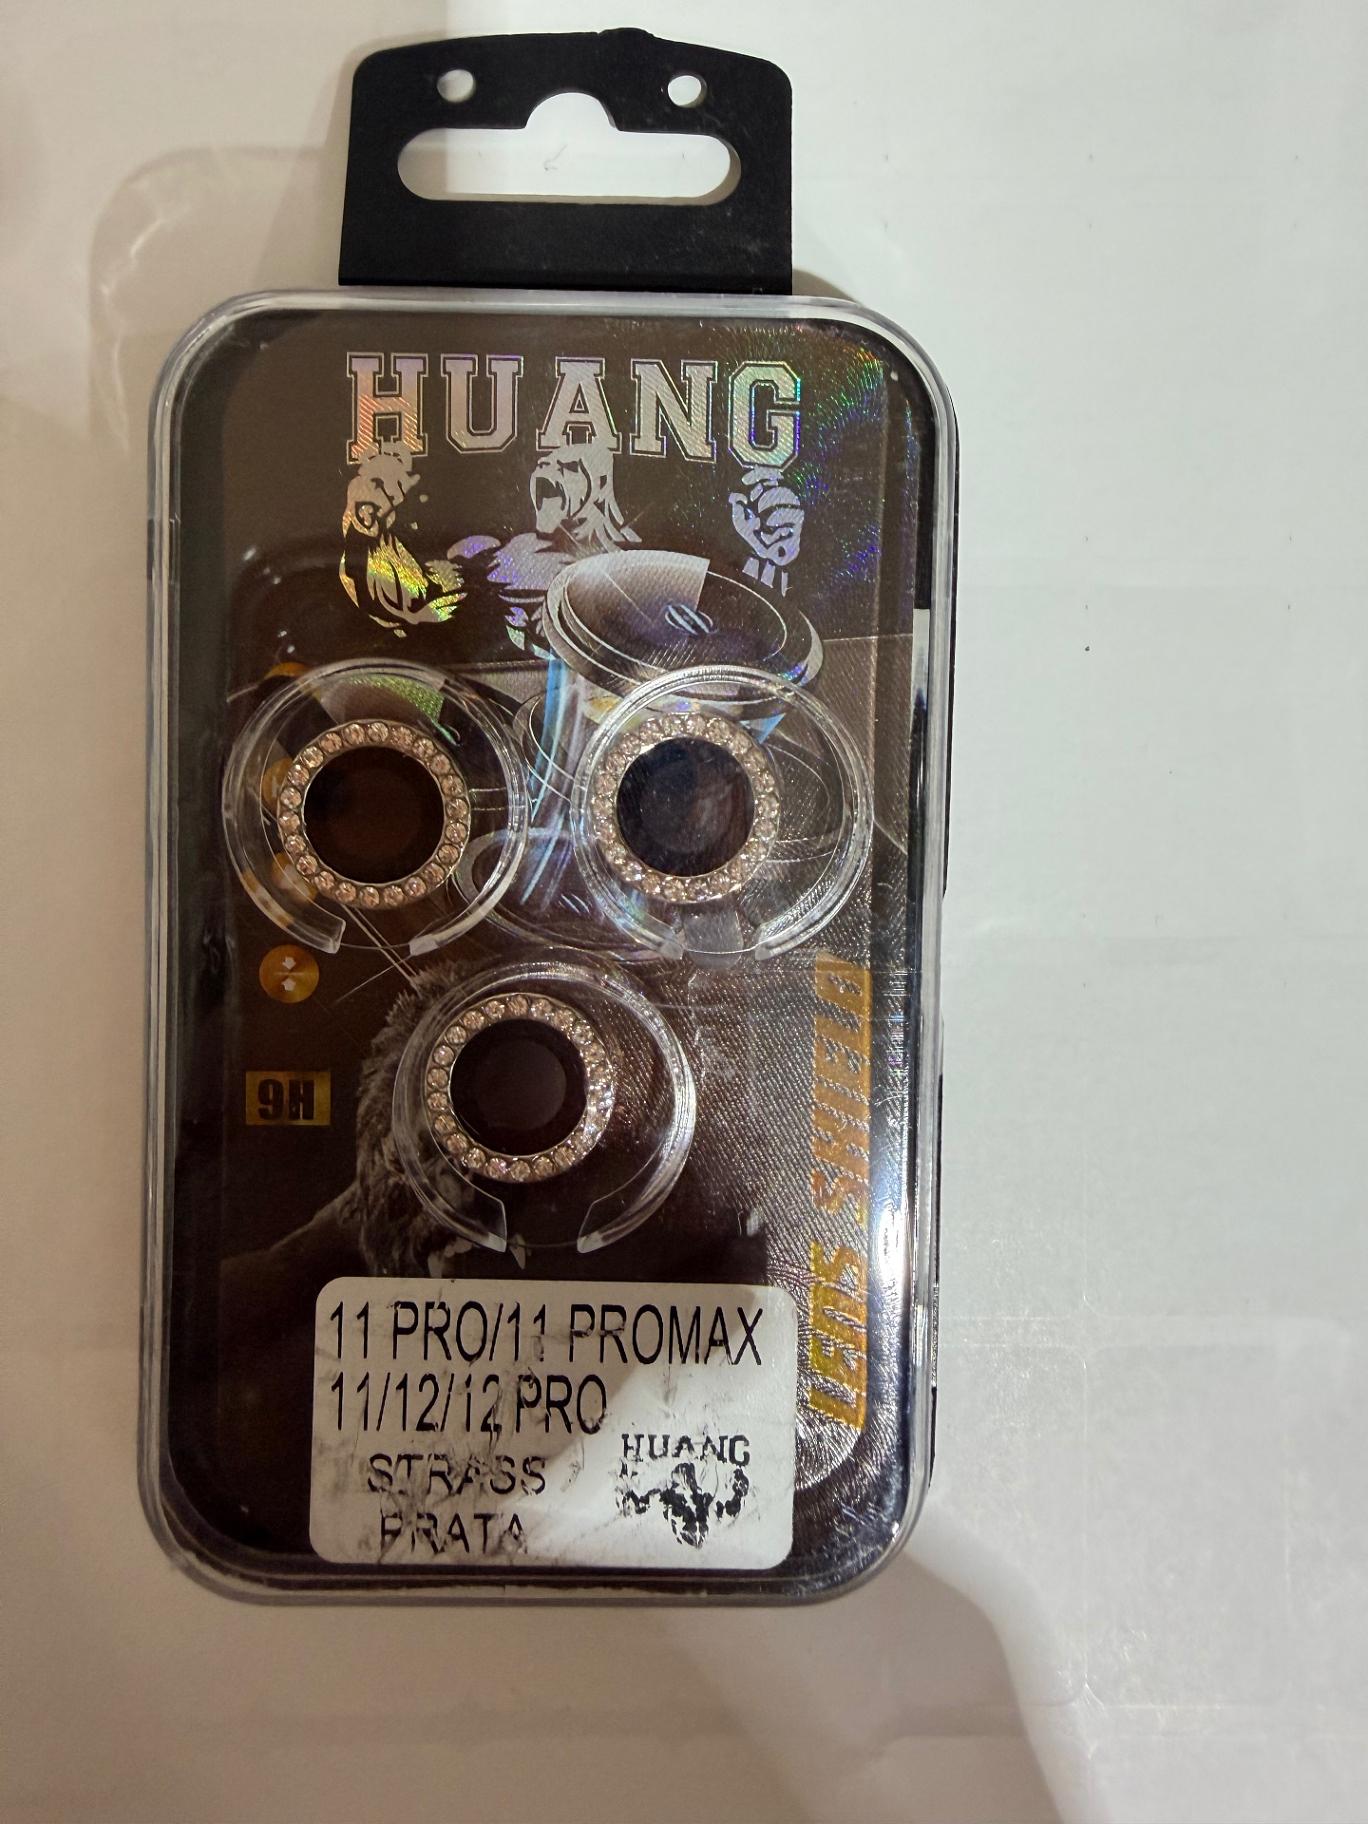 HUANG
9H
LENS SHIELD
11 PRO/11 PROMAX
11/12/12 PRO
STRASS
PRATA
HUANG